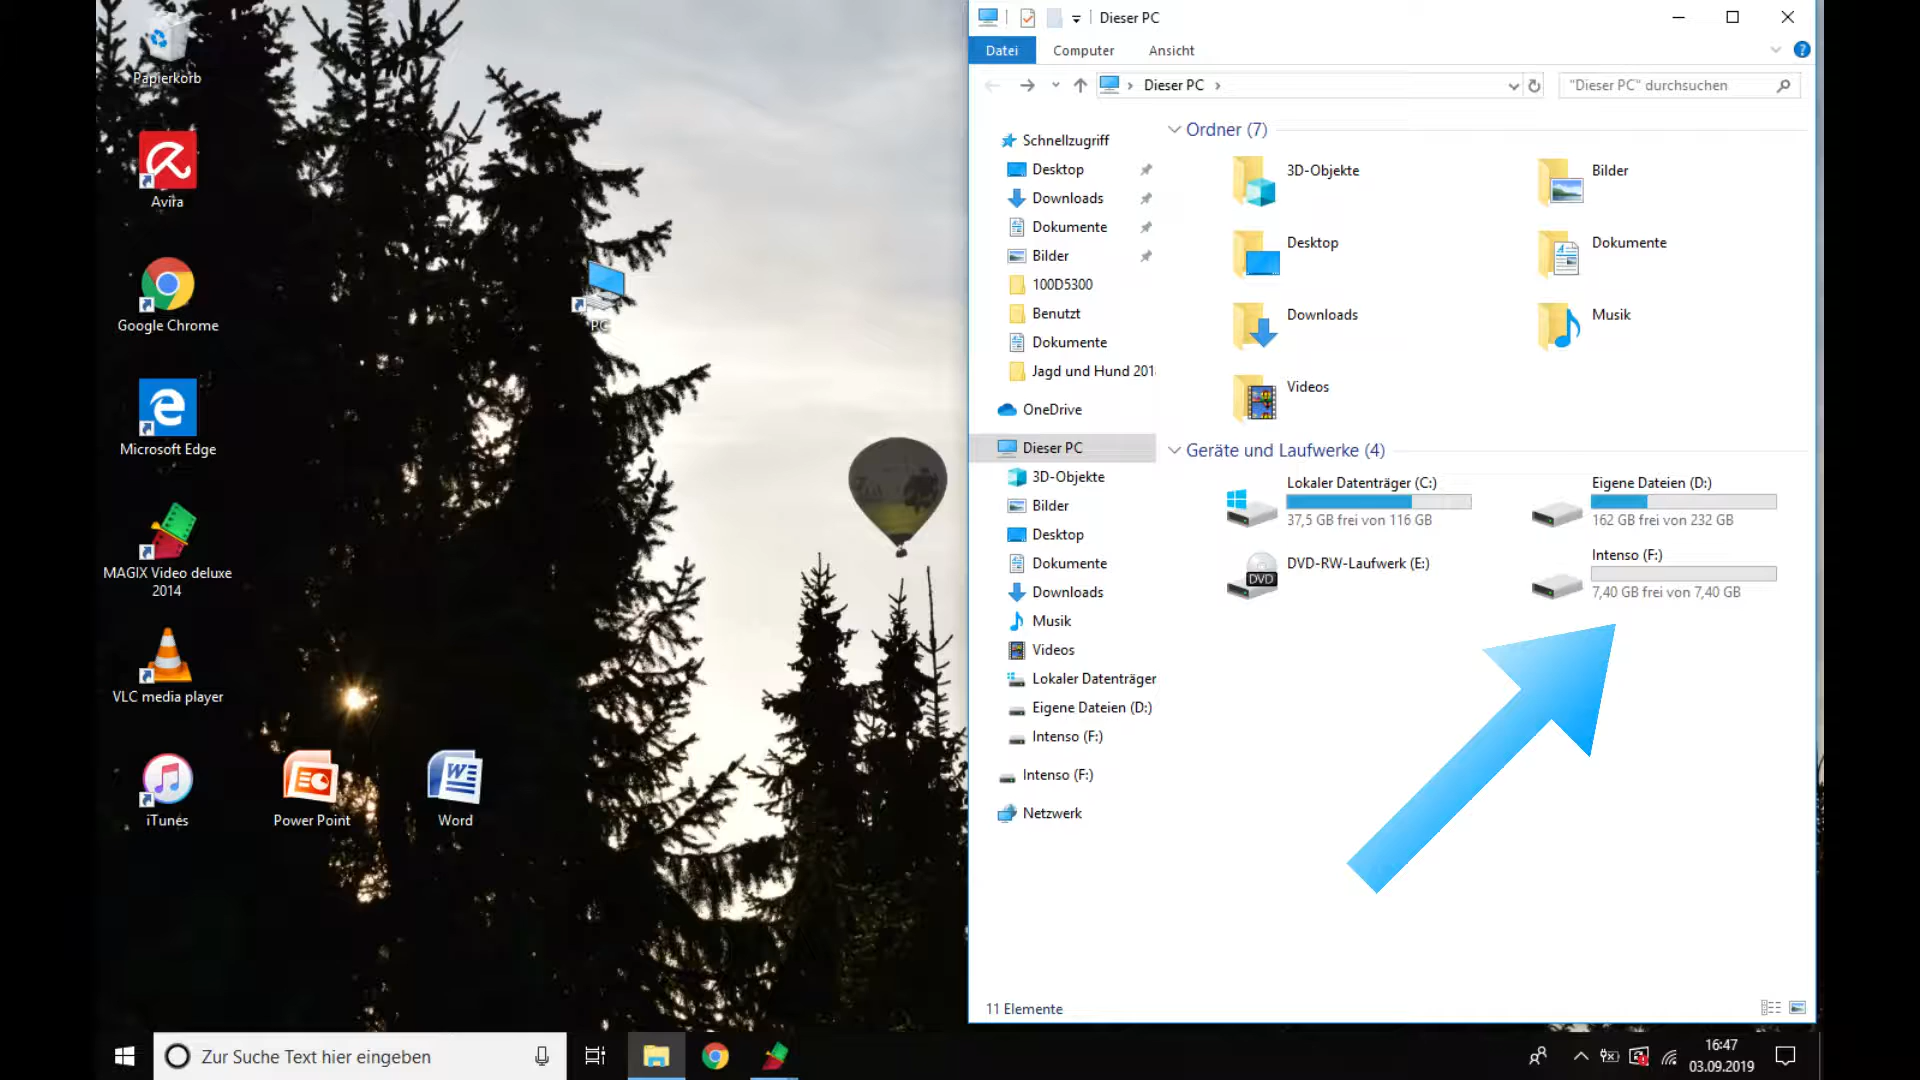 Papierkorb
Avira
Google Chrome
Microsoft Edge
MAGIX Video deluxe
2014
VLC media player
iTunes
Power Point
Word
PC
Dieser PC
Datei
Computer
Ansicht
Dieser PC
"Dieser PC" durchsuchen
Schnellzugriff
Desktop
Downloads
Dokumente
Bilder
100D5300
Benutzt
Dokumente
Jagd und Hund 201
OneDrive
Dieser PC
3D-Objekte
Bilder
Desktop
Dokumente
Downloads
Musik
Videos
Lokaler Datenträger
Eigene Dateien (D:)
Intenso (F:)
Intenso (F:)
Netzwerk
Ordner (7)
3D-Objekte
Bilder
Desktop
Dokumente
Downloads
Musik
Videos
Geräte und Laufwerke (4)
Lokaler Datenträger (C:)
37,5 GB frei von 116 GB
Eigene Dateien (D:)
162 GB frei von 232 GB
DVD
DVD-RW-Laufwerk (E:)
Intenso (F:)
7,40 GB frei von 7,40 GB
11 Elemente
Zur Suche Text hier eingeben
16:47
03.09.2019